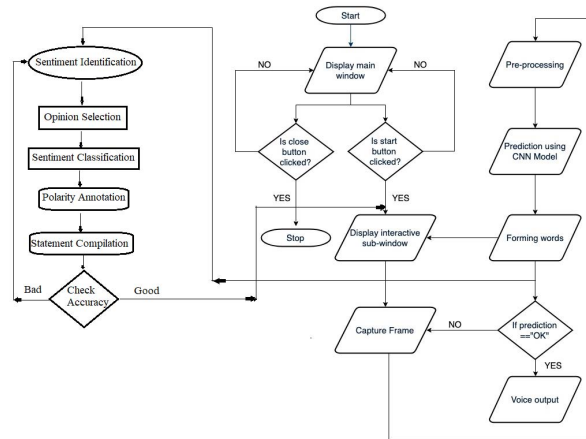 Start
Sentiment Identification
NO
Display main
window
NO
Pre-processing
Opinion Selection
Is close
button
clicked?
Is start
button
clicked?
Prediction using
CNN Model
Sentiment Classification
Polarity Annotation
YES
YES
Statement Compilation
Stop
Display interactive
sub-window
Forming words
Bad
Check
Accuracy
Good
Capture Frame
NO
If prediction
=="OK"
YES
Voice output